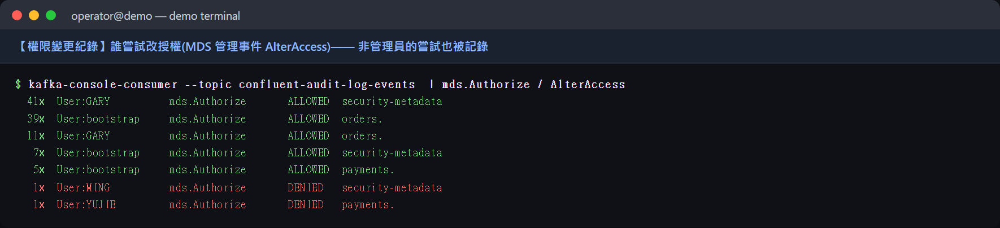 operator@demo — demo terminal
【權限變更紀錄】誰嘗試改授權(MDS 管理事件 AlterAccess)—— 非管理員的嘗試也被記錄
$ kafka-console-consumer --topic confluent-audit-log-events  | mds.Authorize / AlterAccess
41x  User:GARY          mds.Authorize       ALLOWED  security-metadata
39x  User:bootstrap     mds.Authorize       ALLOWED  orders.
11x  User:GARY          mds.Authorize       ALLOWED  orders.
7x  User:bootstrap     mds.Authorize       ALLOWED  security-metadata
5x  User:bootstrap     mds.Authorize       ALLOWED  payments.
1x  User:MING          mds.Authorize       DENIED   security-metadata
1x  User:YUJIE         mds.Authorize       DENIED   payments.